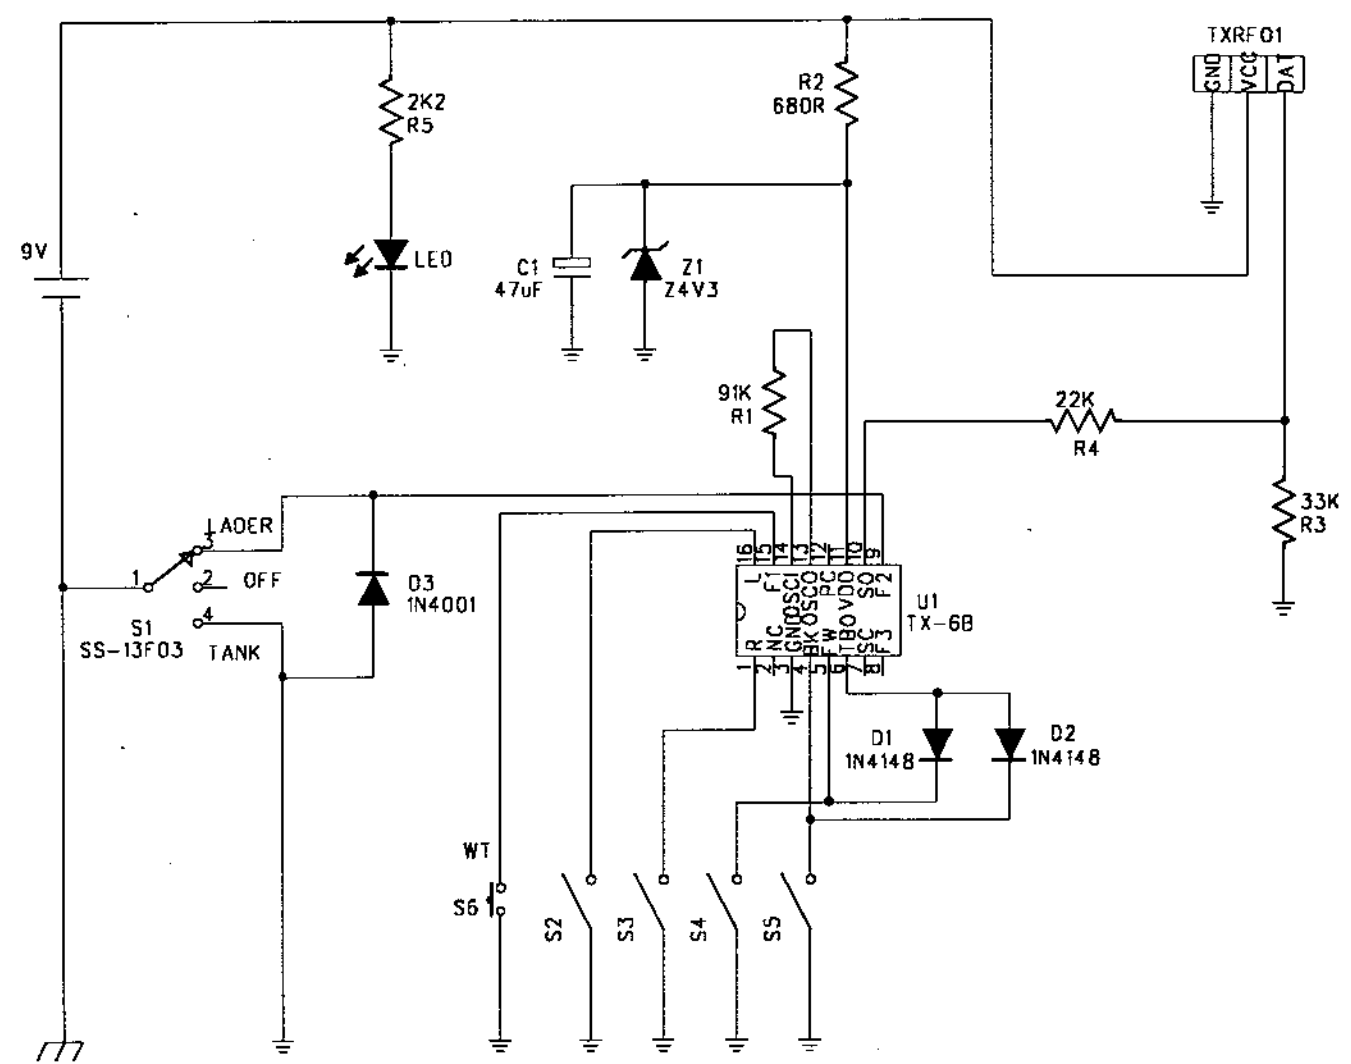 TXRF01
GND VCC DAT
R2
680R
2K2
R5
9V
LED
C1
47uF
Z1
Z4V3
91K
R1
22K
R4
33K
R3
LADER
3
1
2
OFF
4
S1
SS-13F03
TANK
D3
1N4001
16 15 14 13 12 11 10 9
L F1 OSCI OSCO PC VDD SO F2
R NC GND BK FW TBO SC F3
1 2 3 4 5 6 7 8
U1
TX-6B
D1
1N4148
D2
1N4148
WT
S6
S2
S3
S4
S5